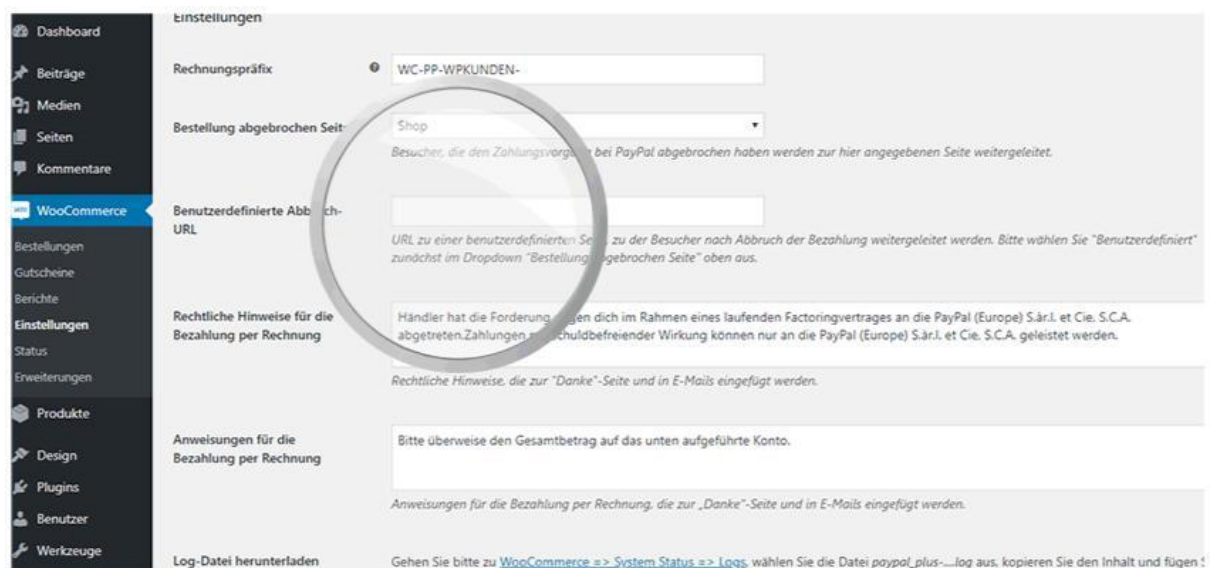 Einstellungen
Dashboard
Rechnungspräfix
WC-PP-WPKUNDEN-
Beiträge
Medien
Bestellung abgebrochen
Shop
Seiten
Besucher, die den bei PayPal abgebrochen haben werden zur hier angegebenen Seite weitergeleitet.
Kommentare
WooCommerce
Benutzerdefinierte
URL
Bestellungen
URL zu einer benutzerdefinierten zu der Besucher nach Abbruch der Bezahlung weitergeleitet werden. Bitte wählen Sie "Benutzerdefiniert"
zunächst im Dropdown "Bestellung Seite" oben aus.
Gutscheine
Berichte
Einstellungen
Status
Erweiterungen
Rechtliche Hinweise für die
Bezahlung per Rechnung
Händler hat die Forderung dich im Rahmen eines laufenden Factoringvertrages an die PayPal (Europe) S.àr.l. et Cie. S.C.A.
abgetreten.Zahlungen Wirkung können nur an die PayPal (Europe) S.àr.l. et Cie. S.C.A. geleistet werden.
Rechtliche Hinweise, die zur "Danke"-Seite und in E-Mails eingefügt werden.
Produkte
Anweisungen für die
Bezahlung per Rechnung
Bitte überweise den Gesamtbetrag auf das unten aufgeführte Konto.
Design
Plugins
Anweisungen für die Bezahlung per Rechnung, die zur „Danke"-Seite und in E-Mails eingefügt werden.
Benutzer
Werkzeuge
Log-Datei herunterladen
Gehen Sie bitte zu WooCommerce => System Status => Logs, wählen Sie die Datei paypal_plus-....log aus, kopieren Sie den Inhalt und fügen